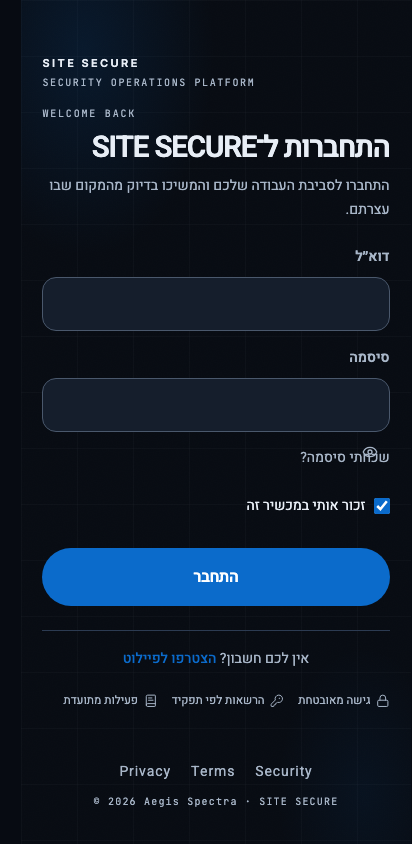 SITE SECURE
SECURITY OPERATIONS PLATFORM
WELCOME BACK
התחברות ל־SITE SECURE
התחברו לסביבת העבודה שלכם והמשיכו בדיוק מהמקום שבו
עצרתם.
דוא״ל
סיסמה
שכחתי סיסמה?
זכור אותי במכשיר זה
התחבר
אין לכם חשבון? הצטרפו לפיילוט
גישה מאובטחת הרשאות לפי תפקיד פעילות מתועדת
Privacy Terms Security
© 2026 Aegis Spectra · SITE SECURE